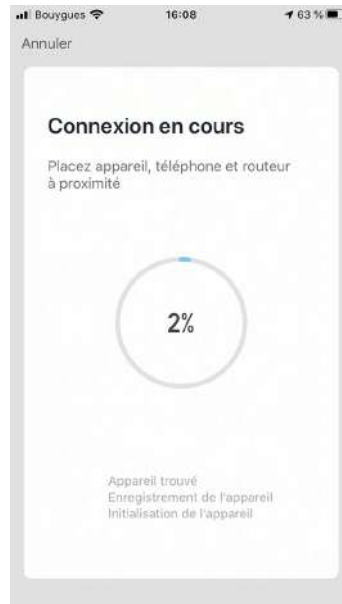 Bouygues 16:08 63 %
Annuler
Connexion en cours
Placez appareil, téléphone et routeur
à proximité
2%
Appareil trouvé
Enregistrement de l'appareil
Initialisation de l'appareil